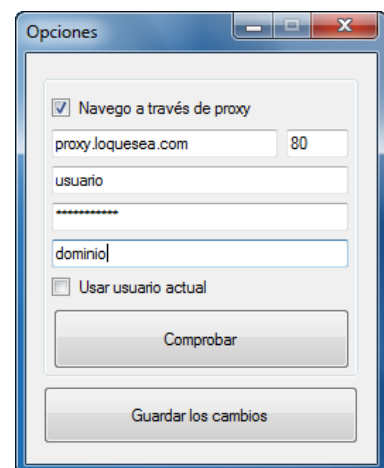 Opciones
Navego a través de proxy
proxy.loquesea.com 80
usuario
***********
dominio
Usar usuario actual
Comprobar
Guardar los cambios